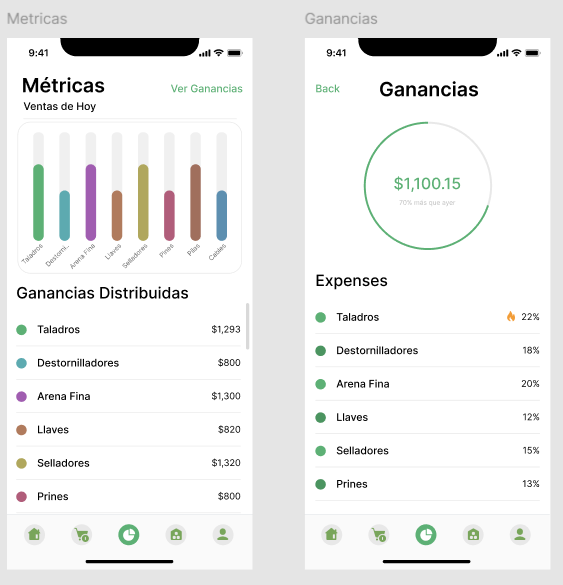 Metricas
9:41
Métricas
Ver Ganancias
Ventas de Hoy
Taladros
Destorni...
Arena Fina
Llaves
Selladores
Prines
Pilas
Cables
Ganancias Distribuidas
Taladros $1,293
Destornilladores $800
Arena Fina $1,300
Llaves $820
Selladores $1,320
Prines $800
Ganancias
9:41
Back
Ganancias
$1,100.15
70% más que ayer
Expenses
Taladros 22%
Destornilladores 18%
Arena Fina 20%
Llaves 12%
Selladores 15%
Prines 13%